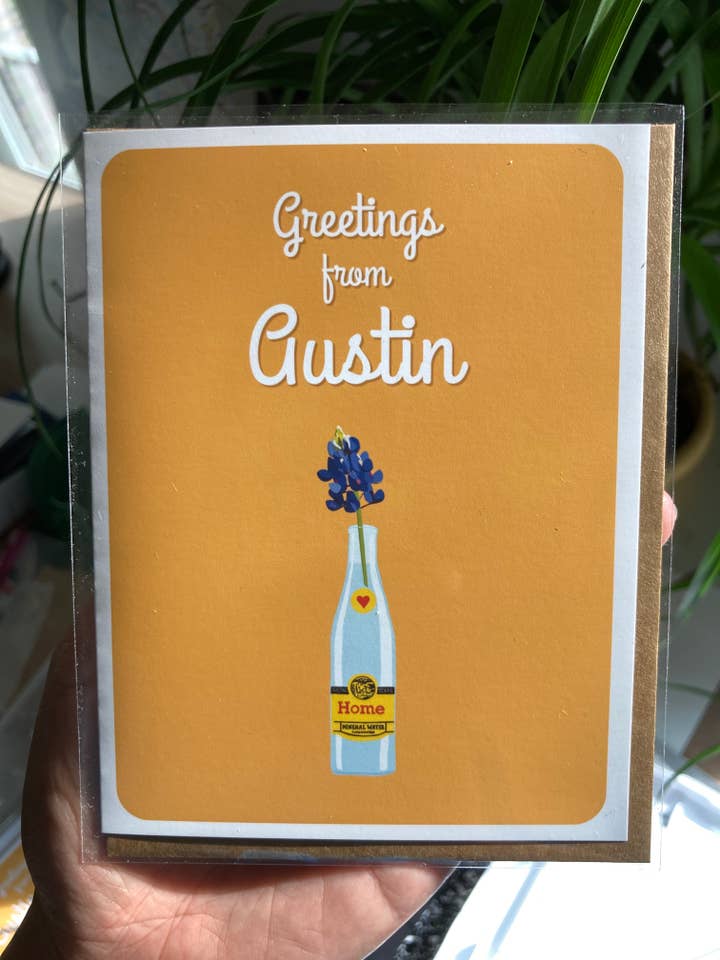 Greetings
from
Austin
Home
MINERAL WATER